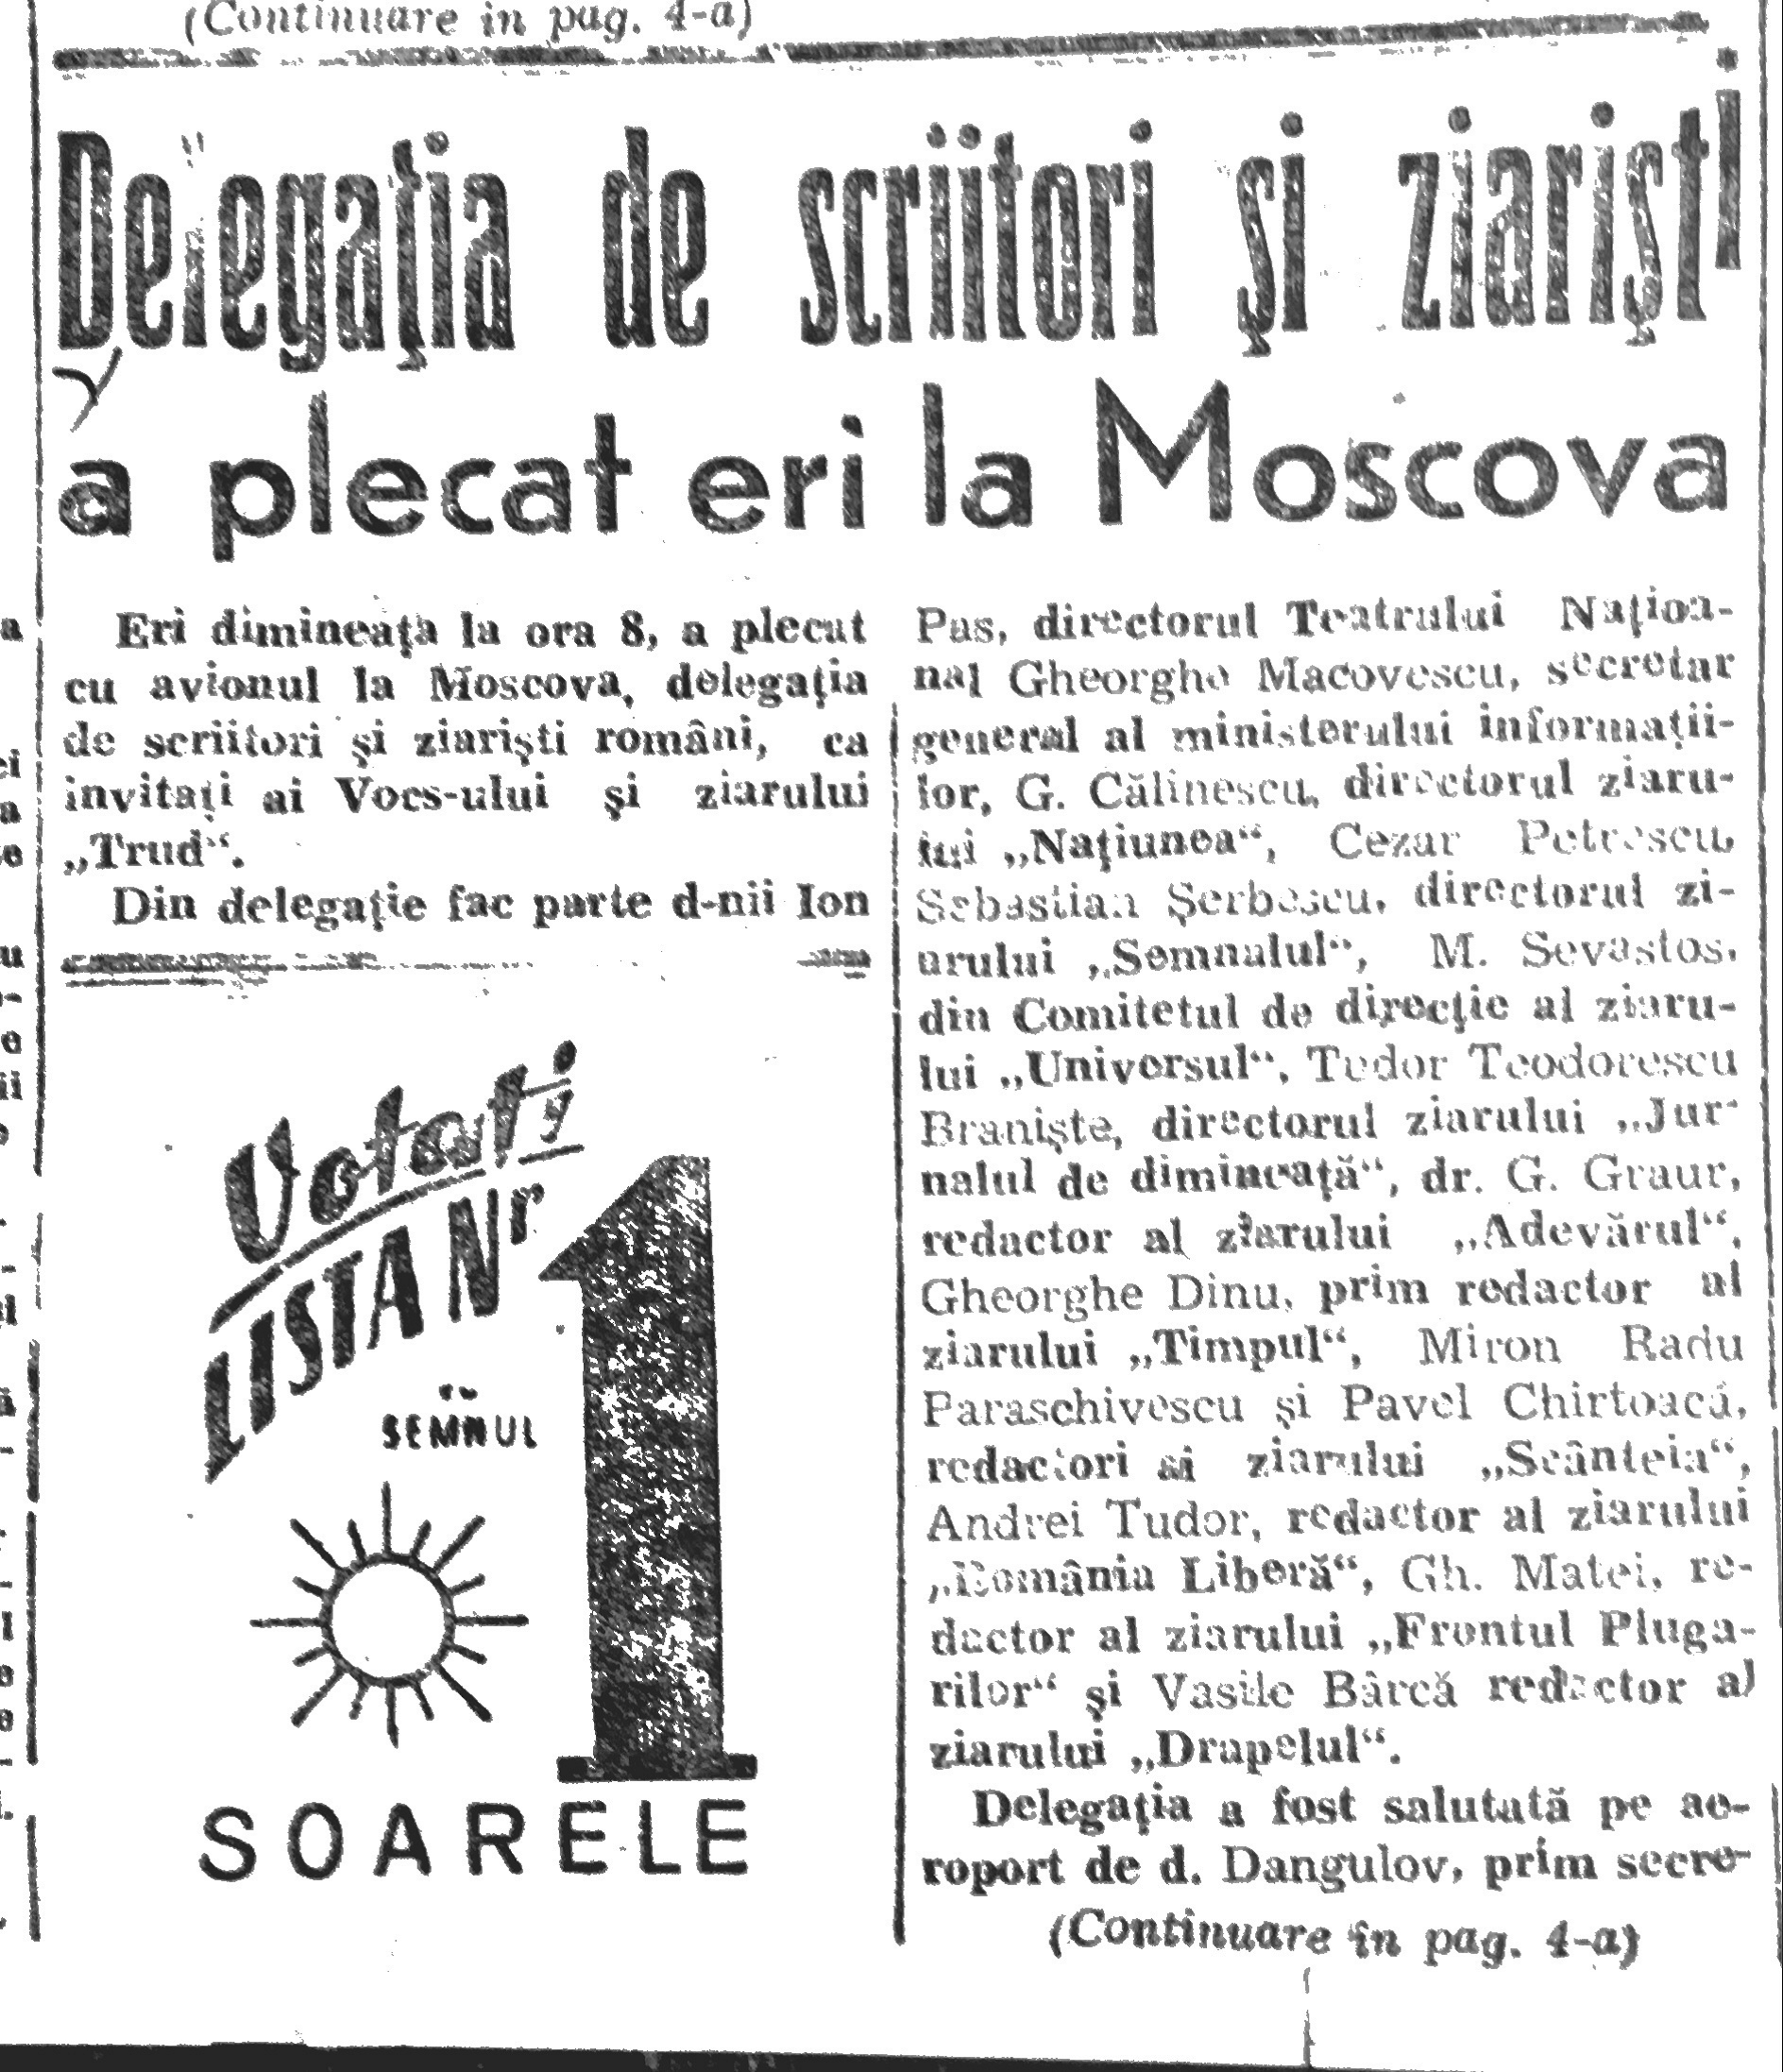 (Continuare in pag. 4-a)
Delegaţia de scriitori şi ziarişti
a plecat eri la Moscova
Eri dimineaţa la ora 8, a plecat
cu avionul la Moscova, delegaţia
de scriitori şi ziarişti români, ca
invitaţi ai Vocs-ului şi ziarului
„Trud“.
Din delegaţie fac parte d-nii Ion
Pas, directorul Teatrului Naţioa-
nal Gheorghe Macovescu, secretar
general al ministerului informaţii-
lor, G. Călinescu, directorul ziaru-
lui „Naţiunea“, Cezar Petrescu,
Sebastian Şerbescu, directorul zi-
arului „Semnalul“, M. Sevastos,
din Comitetul de direcţie al ziaru-
lui „Universul“, Tudor Teodorescu
Branişte, directorul ziarului „Jur-
nalul de dimineaţă“, dr. G. Graur,
redactor al ziarului „Adevărul“,
Gheorghe Dinu, prim redactor al
ziarului „Timpul“, Miron Radu
Paraschivescu şi Pavel Chirtoacă,
redactori ai ziarului „Scânteia“,
Andrei Tudor, redactor al ziarului
„România Liberă“, Gh. Matei, re-
dactor al ziarului „Frontul Pluga-
rilor“ şi Vasile Bârcă redactor al
ziarului „Drapelul“.
Delegaţia a fost salutată pe ae-
roport de d. Dangulov, prim secre-
(Continuare in pag. 4-a)
Votaţi
LISTA Nr
1
SEMNUL
SOARELE